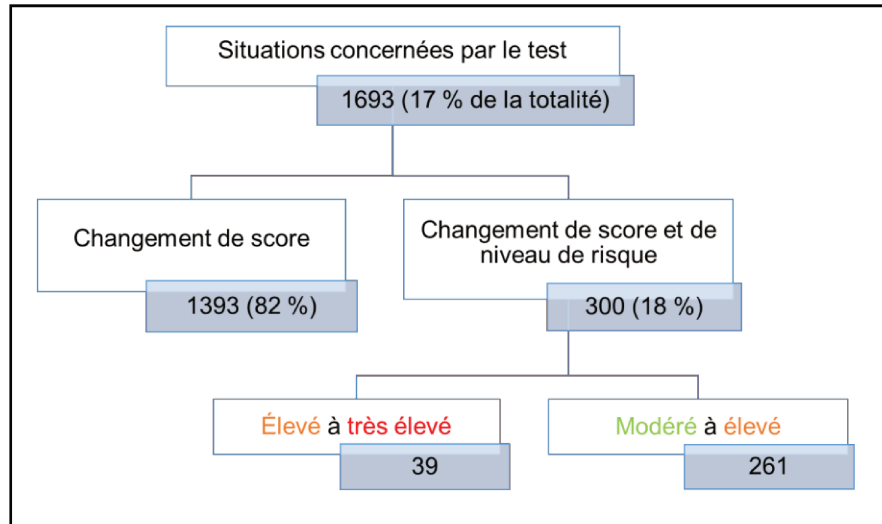 Situations concernées par le test
1693 (17 % de la totalité)
Changement de score
1393 (82 %)
Changement de score et de
niveau de risque
300 (18 %)
Élevé à très élevé
39
Modéré à élevé
261